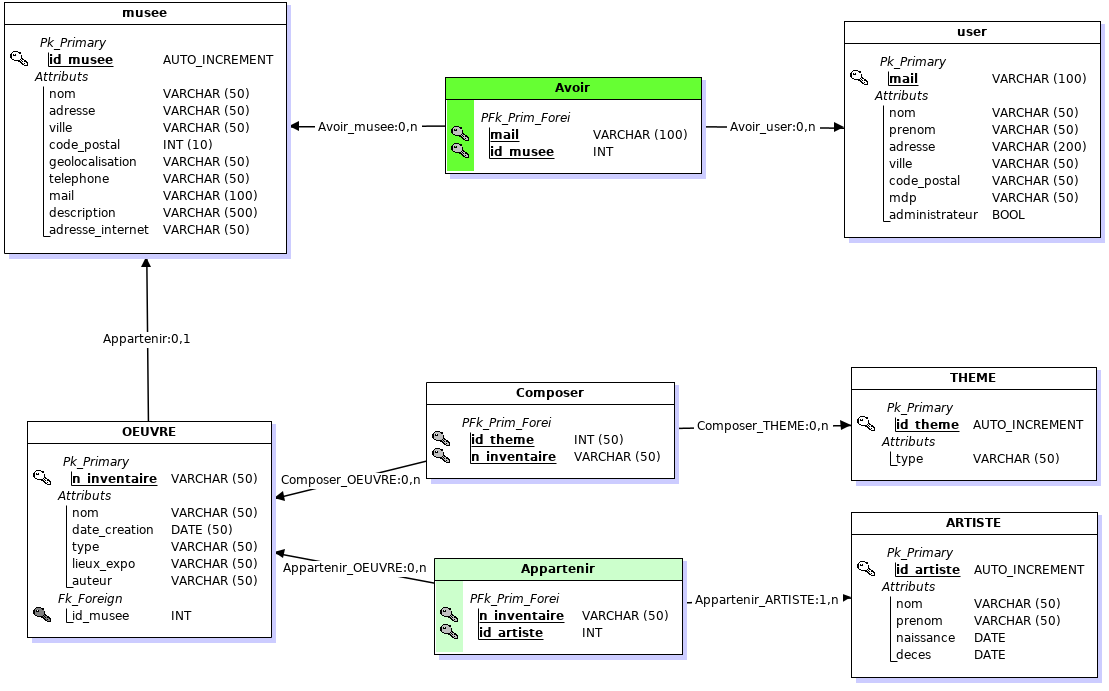 musee
Pk_Primary
id_musee AUTO_INCREMENT
Attributs
nom VARCHAR (50)
adresse VARCHAR (50)
ville VARCHAR (50)
code_postal INT (10)
geolocalisation VARCHAR (50)
telephone VARCHAR (50)
mail VARCHAR (100)
description VARCHAR (500)
adresse_internet VARCHAR (50)
Avoir_musee:0,n
Avoir
PFk_Prim_Forei
mail VARCHAR (100)
id_musee INT
Avoir_user:0,n
user
Pk_Primary
mail VARCHAR (100)
Attributs
nom VARCHAR (50)
prenom VARCHAR (50)
adresse VARCHAR (200)
ville VARCHAR (50)
code_postal VARCHAR (50)
mdp VARCHAR (50)
administrateur BOOL
Appartenir:0,1
OEUVRE
Pk_Primary
n_inventaire VARCHAR (50)
Attributs
nom VARCHAR (50)
date_creation DATE (50)
type VARCHAR (50)
lieux_expo VARCHAR (50)
auteur VARCHAR (50)
Fk_Foreign
id_musee INT
Composer_OEUVRE:0,n
Composer
PFk_Prim_Forei
id_theme INT (50)
n_inventaire VARCHAR (50)
Composer_THEME:0,n
THEME
Pk_Primary
id_theme AUTO_INCREMENT
Attributs
type VARCHAR (50)
Appartenir_OEUVRE:0,n
Appartenir
PFk_Prim_Forei
n_inventaire VARCHAR (50)
id_artiste INT
Appartenir_ARTISTE:1,n
ARTISTE
Pk_Primary
id_artiste AUTO_INCREMENT
Attributs
nom VARCHAR (50)
prenom VARCHAR (50)
naissance DATE
deces DATE